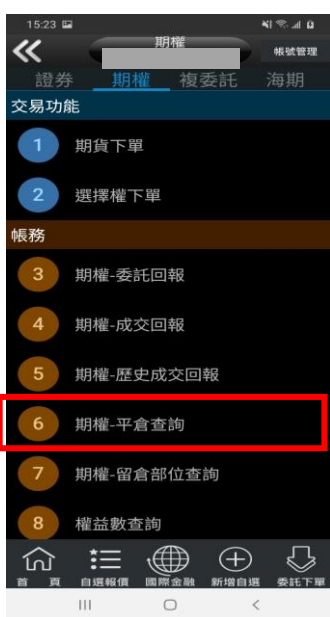 15:23
期權
帳號管理
證券 期權 複委託 海期
交易功能
1 期貨下單
2 選擇權下單
帳務
3 期權-委託回報
4 期權-成交回報
5 期權-歷史成交回報
6 期權-平倉查詢
7 期權-留倉部位查詢
8 權益數查詢
首 頁 自選報價 國際金融 新增自選 委託下單